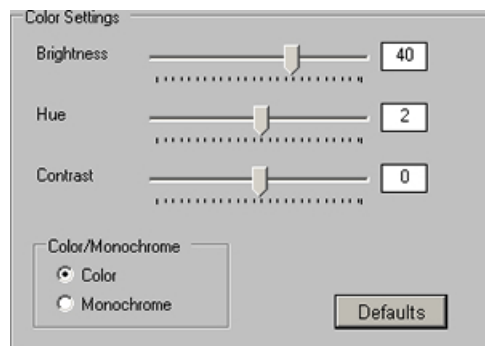 Color Settings
Brightness 40
Hue 2
Contrast 0
Color/Monochrome
Color
Monochrome
Defaults